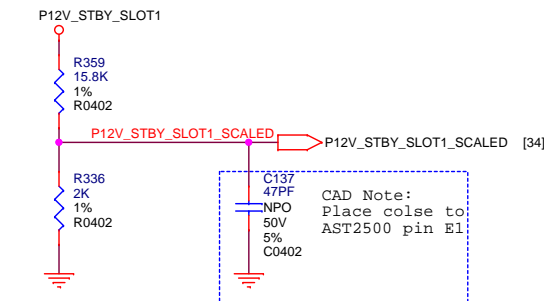 P12V_STBY_SLOT1
R359
15.8K
1%
R0402
P12V_STBY_SLOT1_SCALED
P12V_STBY_SLOT1_SCALED [34]
R336
2K
1%
R0402
C137
47PF
NPO
50V
5%
C0402
CAD Note:
Place colse to
AST2500 pin E1